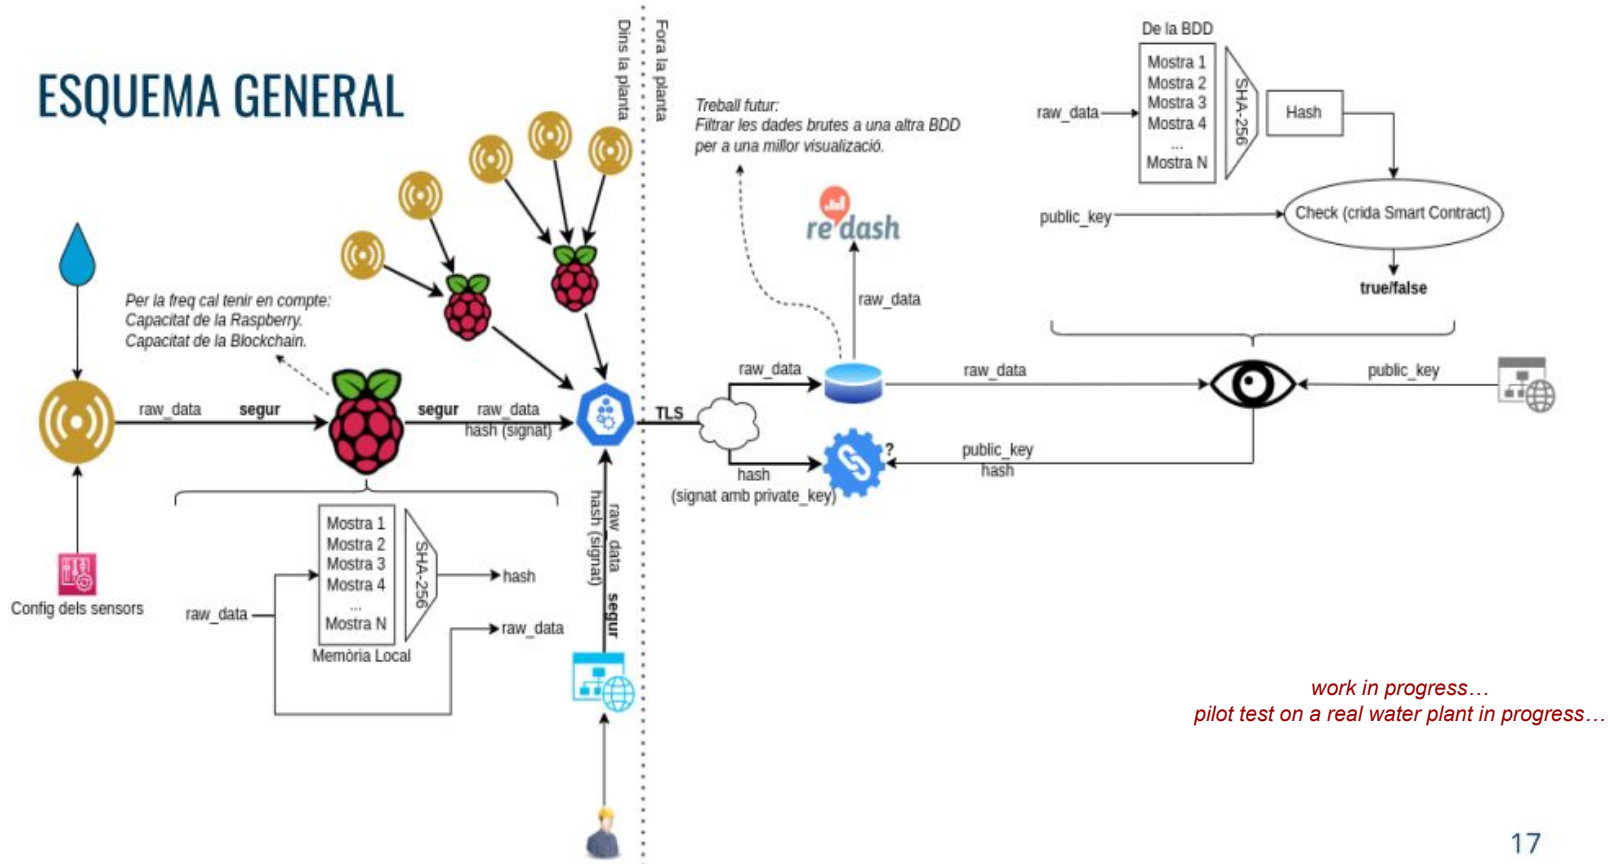 ESQUEMA GENERAL
Dins la planta
Fora la planta
De la BDD
Mostra 1
Mostra 2
Mostra 3
Mostra 4
...
Mostra N
SHA-256
raw_data
Hash
public_key
Check (crida Smart Contract)
true/false
Treball futur:
Filtrar les dades brutes a una altra BDD
per a una millor visualització.
re:dash
raw_data
Per la freq cal tenir en compte:
Capacitat de la Raspberry.
Capacitat de la Blockchain.
raw_data
segur
segur
raw_data
hash (signat)
TLS
raw_data
raw_data
public_key
?
public_key
hash
hash
(signat amb private_key)
raw_data
hash (signat)
segur
Mostra 1
Mostra 2
Mostra 3
Mostra 4
...
Mostra N
SHA-256
hash
raw_data
raw_data
Memòria Local
Config dels sensors
work in progress...
pilot test on a real water plant in progress...
17